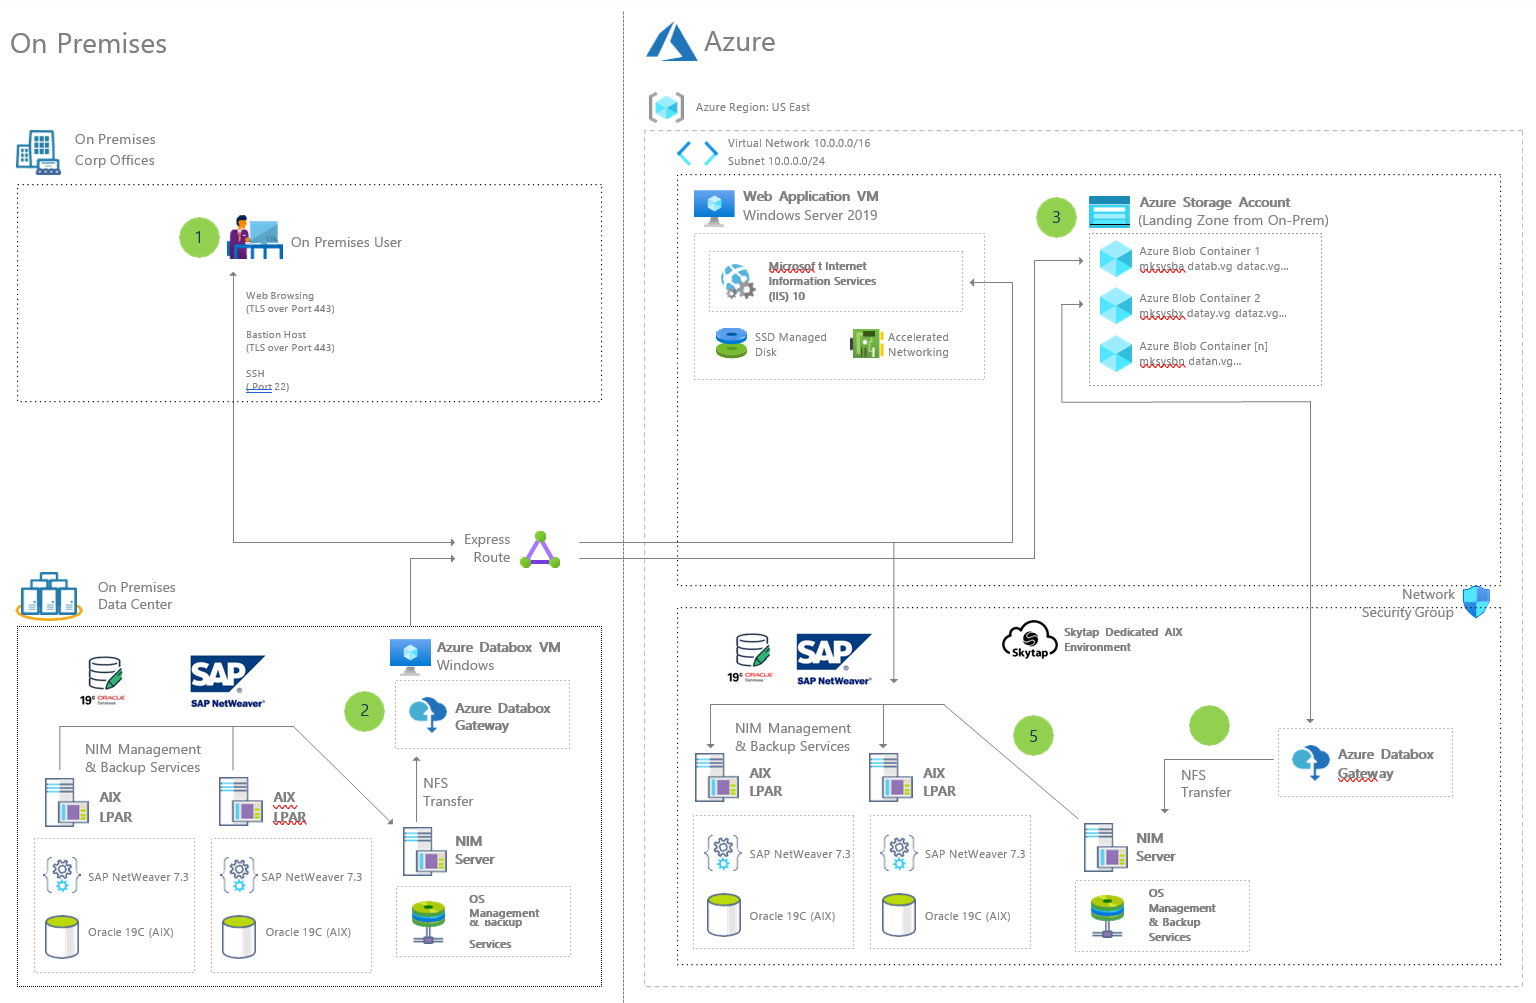 On Premises
Azure
Azure Region: US East
On Premises
Corp Offices
Virtual Network 10.0.0.0/16
Subnet 10.0.0.0/24
1
On Premises User
Web Browsing
(TLS over Port 443)
Bastion Host
(TLS over Port 443)
SSH
( Port 22)
Web Application VM
Windows Server 2019
Microsof t Internet
Information Services
(IIS) 10
SSD Managed
Disk
Accelerated
Networking
3
Azure Storage Account
(Landing Zone from On-Prem)
Azure Blob Container 1
mksysba datab.vg datac.vg...
Azure Blob Container 2
mksysbx datay.vg dataz.vg...
Azure Blob Container [n]
mksysbn datan.vg...
Express
Route
On Premises
Data Center
Network
Security Group
19c ORACLE
Database
SAP
SAP NetWeaver
2
Azure Databox VM
Windows
Azure Databox
Gateway
NIM Management
& Backup Services
NFS
Transfer
AIX
LPAR
AIX
LPAR
NIM
Server
SAP NetWeaver 7.3
SAP NetWeaver 7.3
Oracle 19C (AIX)
Oracle 19C (AIX)
OS
Management
& Backup
Services
19c ORACLE
Database
SAP
SAP NetWeaver
Skytap
Skytap Dedicated AIX
Environment
NIM Management
& Backup Services
5
Azure Databox
Gateway
NFS
Transfer
AIX
LPAR
AIX
LPAR
NIM
Server
SAP NetWeaver 7.3
SAP NetWeaver 7.3
Oracle 19C (AIX)
Oracle 19C (AIX)
OS
Management
& Backup
Services